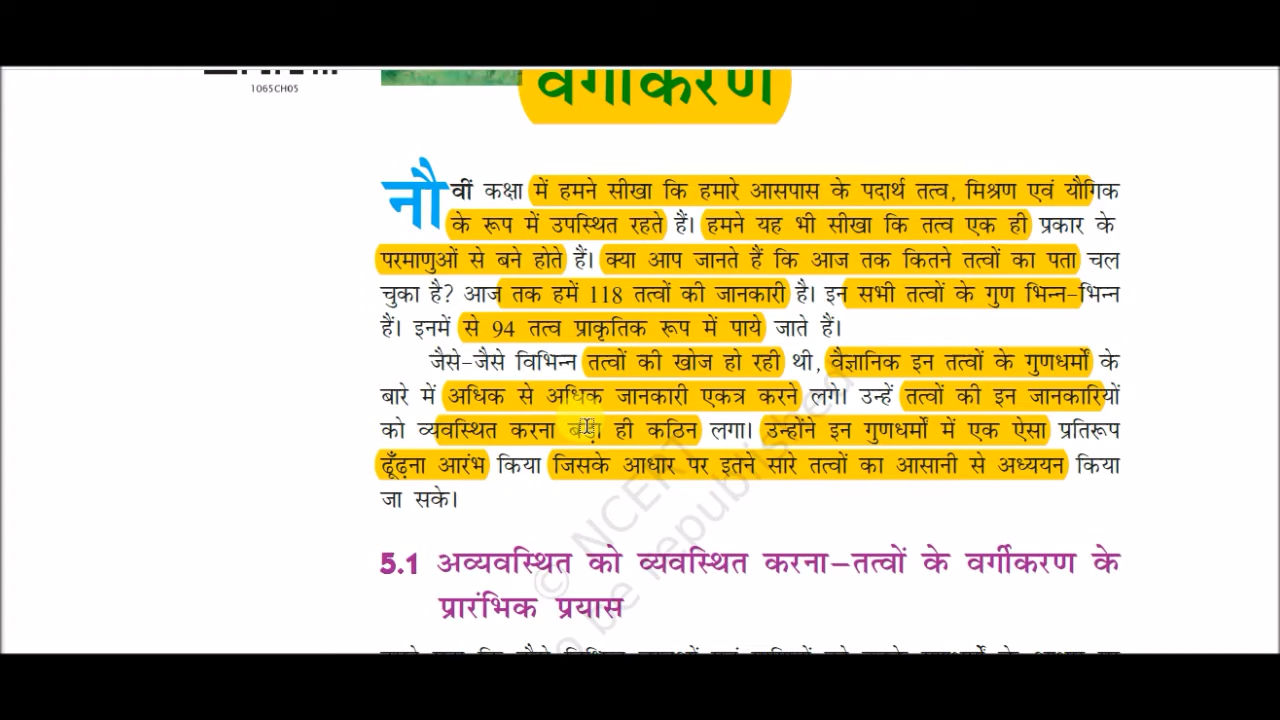 1065CH05
वर्गीकरण
नौवीं कक्षा में हमने सीखा कि हमारे आसपास के पदार्थ तत्व, मिश्रण एवं यौगिक
के रूप में उपस्थित रहते हैं। हमने यह भी सीखा कि तत्व एक ही प्रकार के
परमाणुओं से बने होते हैं। क्या आप जानते हैं कि आज तक कितने तत्वों का पता चल
चुका है? आज तक हमें 118 तत्वों की जानकारी है। इन सभी तत्वों के गुण भिन्न-भिन्न
हैं। इनमें से 94 तत्व प्राकृतिक रूप में पाये जाते हैं।
जैसे-जैसे विभिन्न तत्वों की खोज हो रही थी, वैज्ञानिक इन तत्वों के गुणधर्मों के
बारे में अधिक से अधिक जानकारी एकत्र करने लगे। उन्हें तत्वों की इन जानकारियों
को व्यवस्थित करना बड़ा ही कठिन लगा। उन्होंने इन गुणधर्मों में एक ऐसा प्रतिरूप
ढूँढ़ना आरंभ किया जिसके आधार पर इतने सारे तत्वों का आसानी से अध्ययन किया
जा सके।
© NCERT
to be republished
5.1 अव्यवस्थित को व्यवस्थित करना–तत्वों के वर्गीकरण के
प्रारंभिक प्रयास